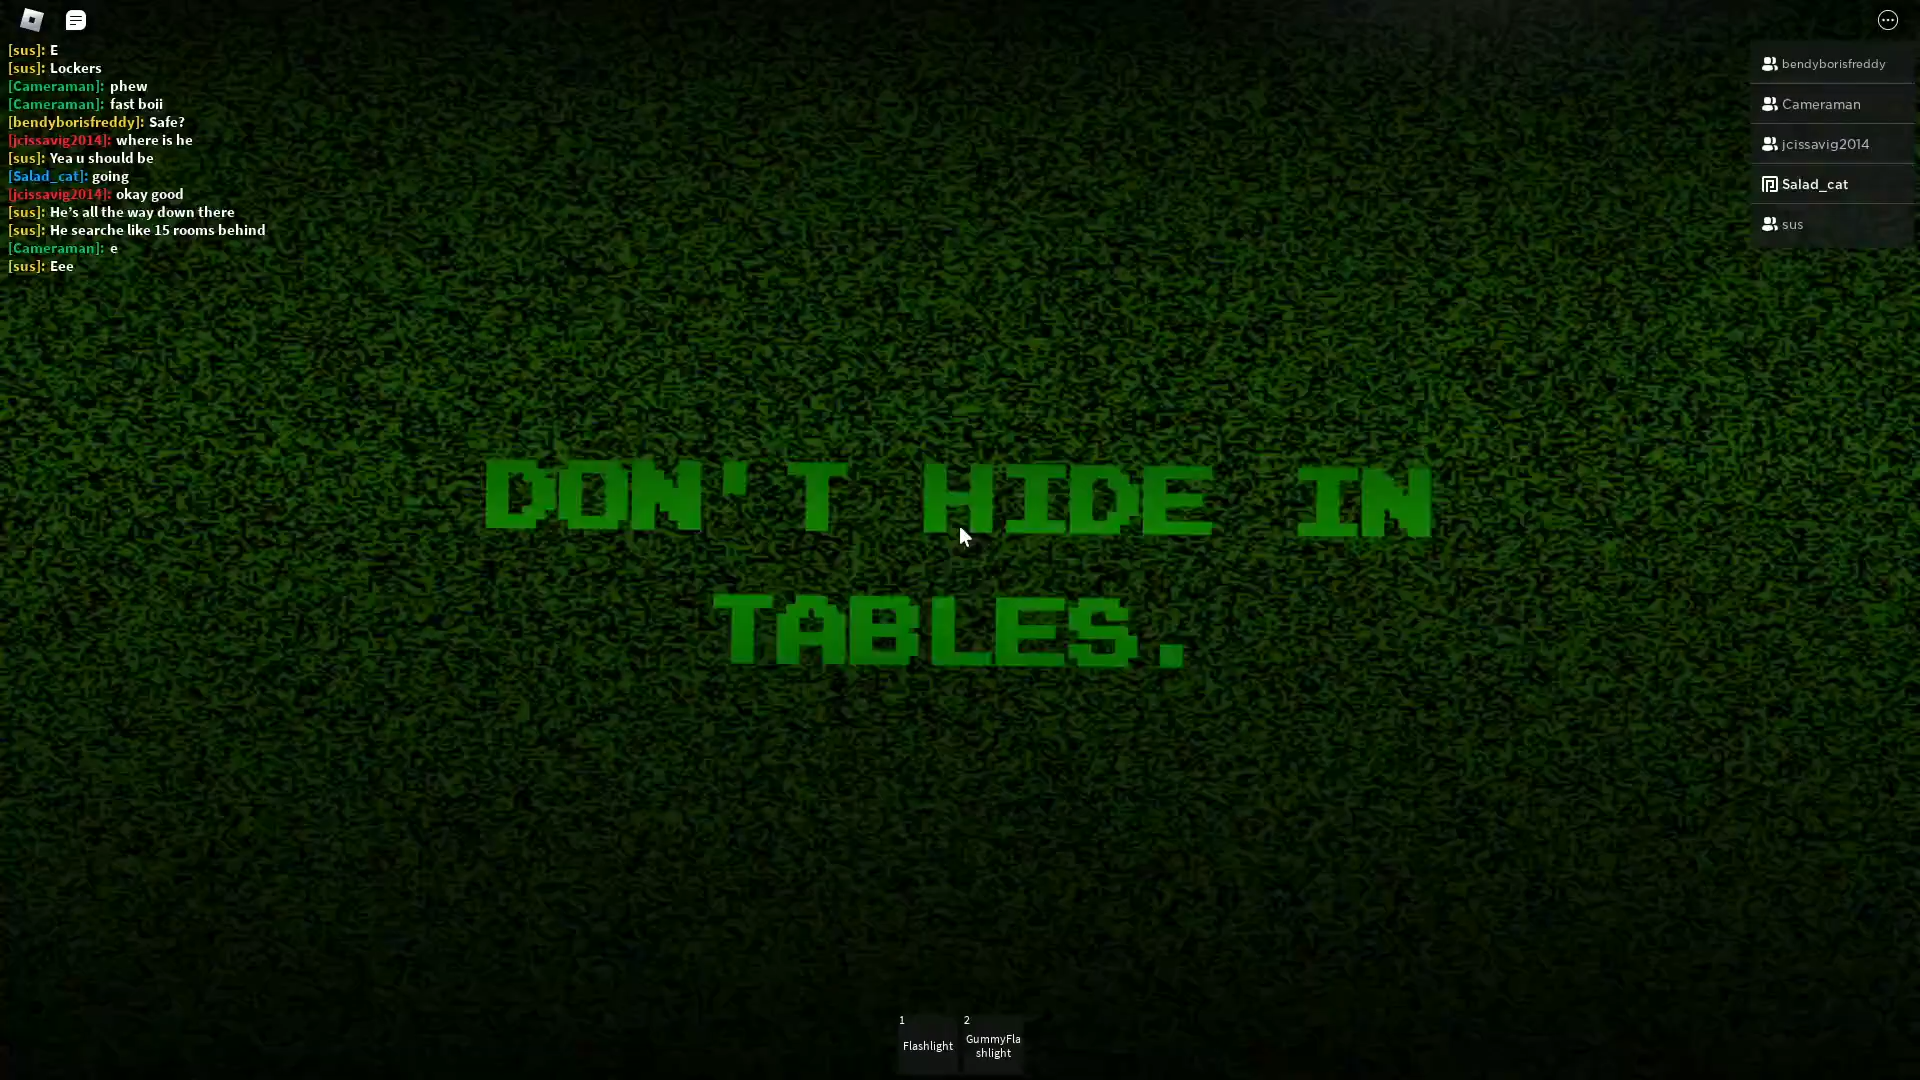 [sus]: E
[sus]: Lockers
[Cameraman]: phew
[Cameraman]: fast boii
[bendyborisfreddy]: Safe?
[jcissavig2014]: where is he
[sus]: Yea u should be
[Salad_cat]: going
[jcissavig2014]: okay good
[sus]: He's all the way down there
[sus]: He searche like 15 rooms behind
[Cameraman]: e
[sus]: Eee
bendyborisfreddy
Cameraman
jcissavig2014
Salad_cat
sus
DON'T HIDE IN
TABLES.
1
Flashlight
2
GummyFla
shlight